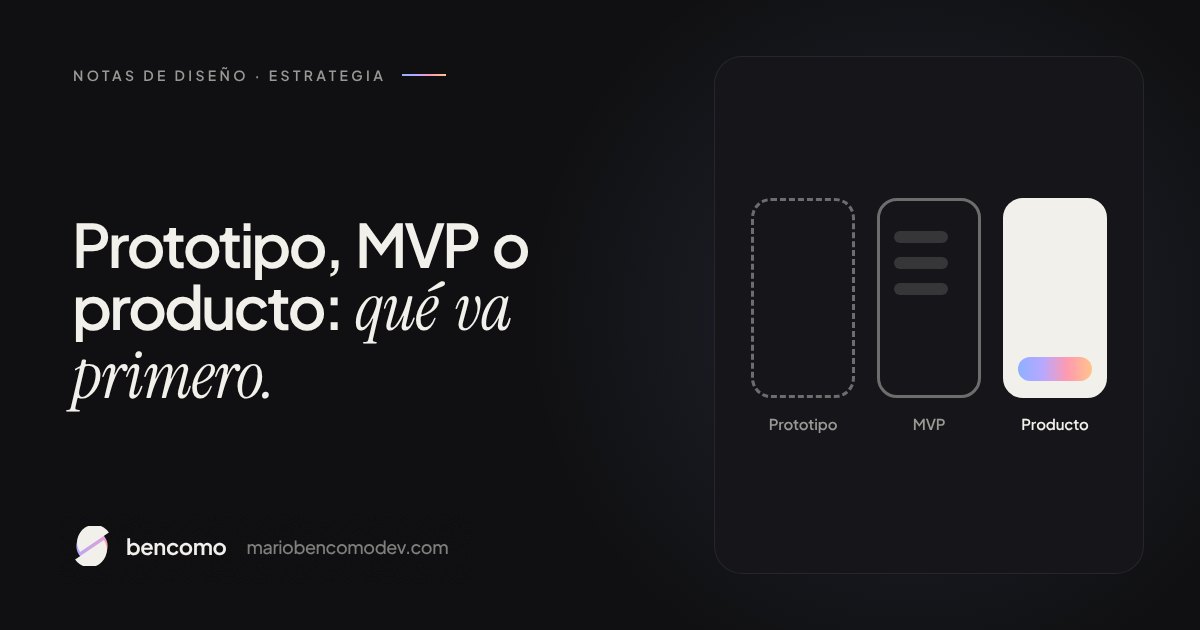 NOTAS DE DISEÑO · ESTRATEGIA
Prototipo, MVP o
producto: qué va
primero.
Prototipo
MVP
Producto
bencomo
mariobencomodev.com